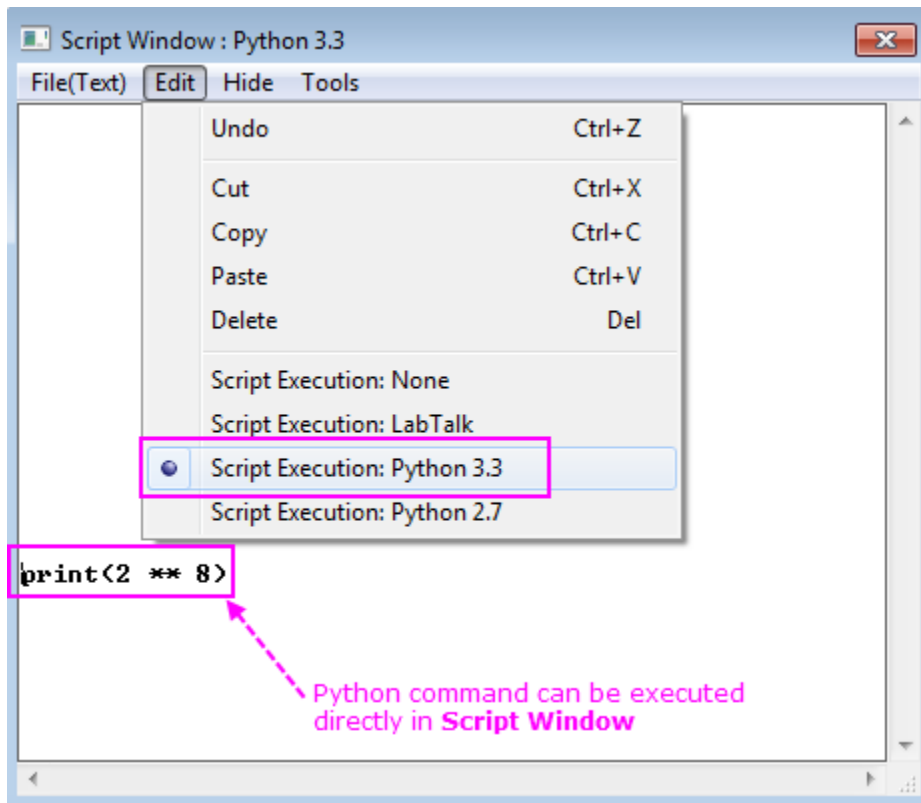 Script Window : Python 3.3
File(Text) Edit Hide Tools
Undo Ctrl+Z
Cut Ctrl+X
Copy Ctrl+C
Paste Ctrl+V
Delete Del
Script Execution: None
Script Execution: LabTalk
Script Execution: Python 3.3
Script Execution: Python 2.7
print(2 ** 8)
Python command can be executed
directly in Script Window